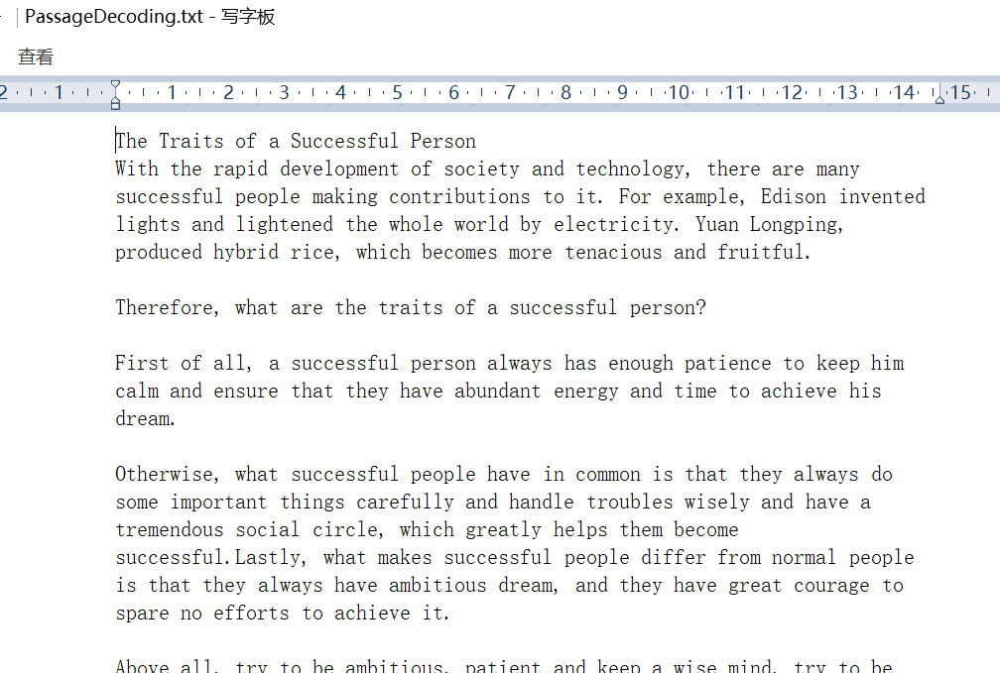 PassageDecoding.txt - 写字板
查看
2 1 1 2 3 4 5 6 7 8 9 10 11 12 13 14 15
The Traits of a Successful Person
With the rapid development of society and technology, there are many
successful people making contributions to it. For example, Edison invented
lights and lightened the whole world by electricity. Yuan Longping,
produced hybrid rice, which becomes more tenacious and fruitful.
Therefore, what are the traits of a successful person?
First of all, a successful person always has enough patience to keep him
calm and ensure that they have abundant energy and time to achieve his
dream.
Otherwise, what successful people have in common is that they always do
some important things carefully and handle troubles wisely and have a
tremendous social circle, which greatly helps them become
successful.Lastly, what makes successful people differ from normal people
is that they always have ambitious dream, and they have great courage to
spare no efforts to achieve it.
Above all, try to be ambitious, patient and keep a wise mind, try to be